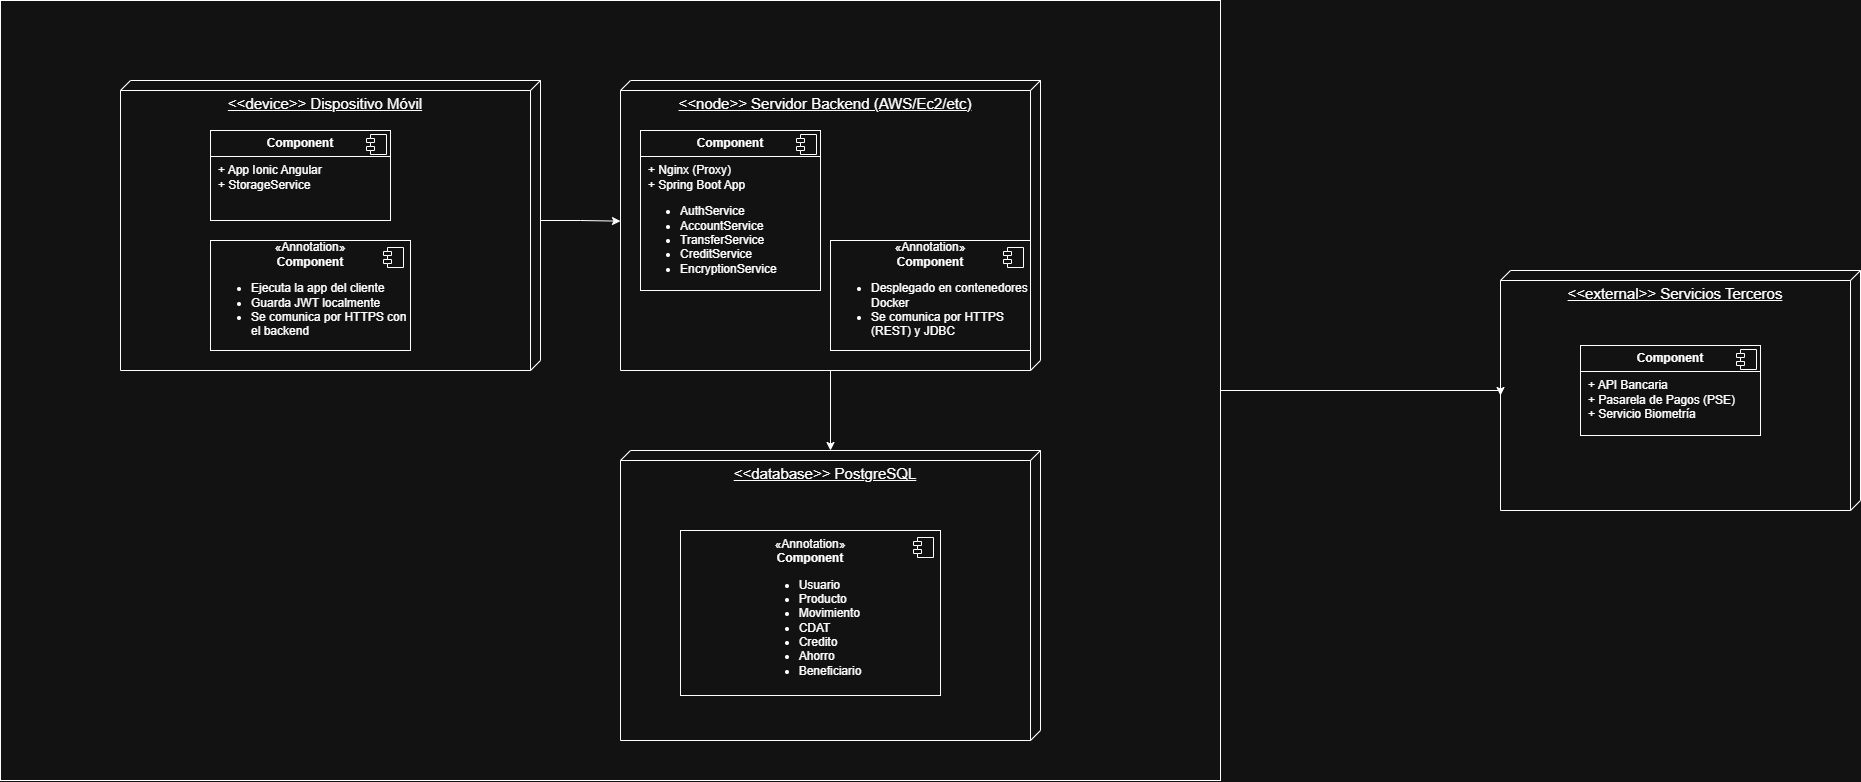 <<device>> Dispositivo Móvil
Component
+ App Ionic Angular
+ StorageService
«Annotation»
Component
• Ejecuta la app del cliente
• Guarda JWT localmente
• Se comunica por HTTPS con
el backend
<<node>> Servidor Backend (AWS/Ec2/etc)
Component
+ Nginx (Proxy)
+ Spring Boot App
• AuthService
• AccountService
• TransferService
• CreditService
• EncryptionService
«Annotation»
Component
• Desplegado en contenedores
Docker
• Se comunica por HTTPS
(REST) y JDBC
<<database>> PostgreSQL
«Annotation»
Component
• Usuario
• Producto
• Movimiento
• CDAT
• Credito
• Ahorro
• Beneficiario
<<external>> Servicios Terceros
Component
+ API Bancaria
+ Pasarela de Pagos (PSE)
+ Servicio Biometría